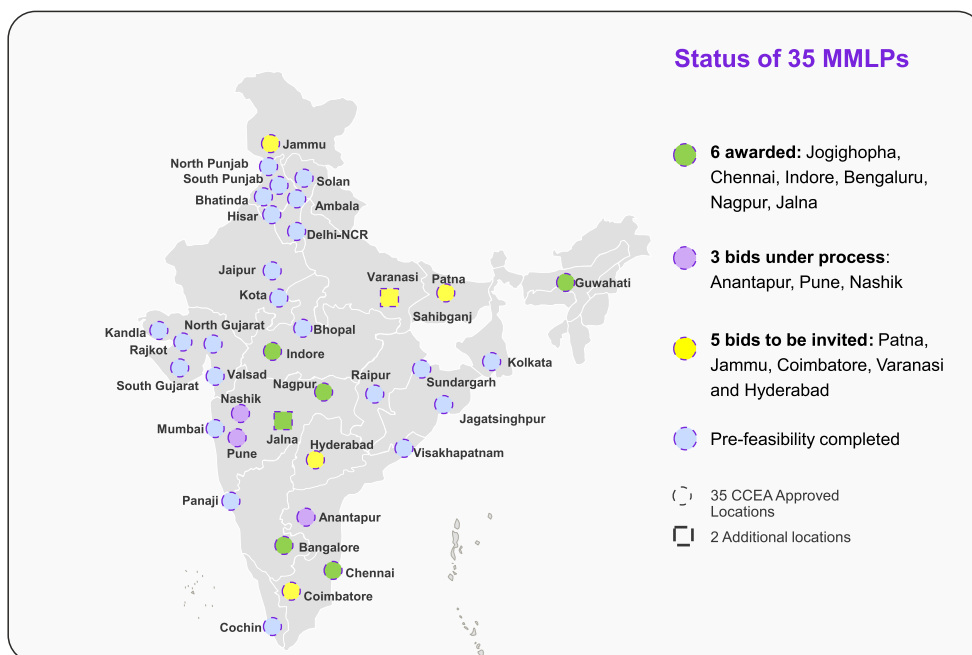 Status of 35 MMLPs
Jammu
North Punjab
South Punjab
Solan
Bhatinda
Ambala
Hisar
Delhi-NCR
Jaipur
Kota
Varanasi
Patna
Sahibganj
Guwahati
Kandla
North Gujarat
Bhopal
Rajkot
Indore
South Gujarat
Valsad
Nagpur
Raipur
Sundargarh
Kolkata
Nashik
Jagatsinghpur
Mumbai
Jalna
Pune
Hyderabad
Visakhapatnam
Panaji
Anantapur
Bangalore
Chennai
Coimbatore
Cochin
6 awarded: Jogighopha,
Chennai, Indore, Bengaluru,
Nagpur, Jalna
3 bids under process:
Anantapur, Pune, Nashik
5 bids to be invited: Patna,
Jammu, Coimbatore, Varanasi
and Hyderabad
Pre-feasibility completed
35 CCEA Approved
Locations
2 Additional locations